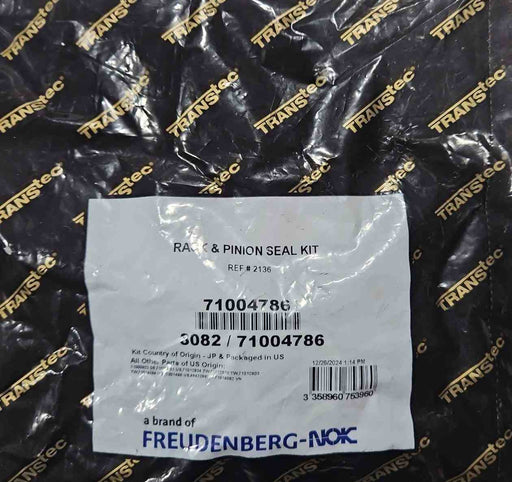 TRANStec
RACK & PINION SEAL KIT
REF.# 2136
71004786
3082 / 71004786
Kit Country of Origin - JP & Packaged in US
All Other Parts of US Origin:
12/26/2024 1:14 PM
3 358960 753960
a brand of
FREUDENBERG-NOK